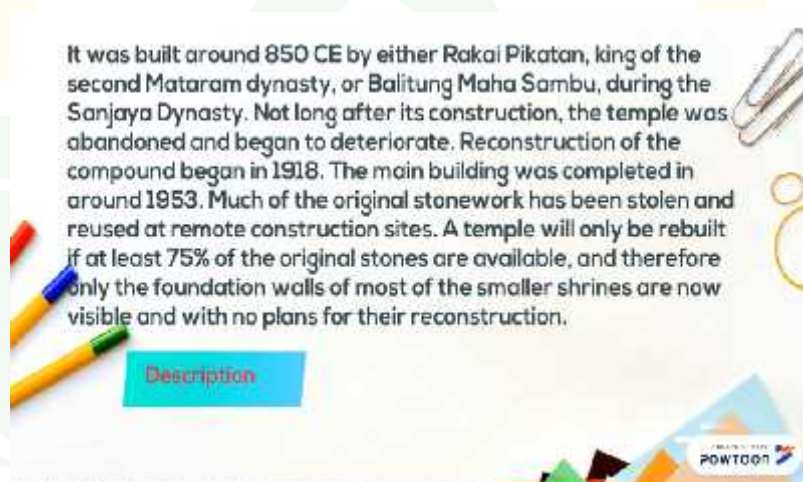 It was built around 850 CE by either Rakai Pikatan, king of the
second Mataram dynasty, or Balitung Maha Sambu, during the
Sanjaya Dynasty. Not long after its construction, the temple was
abandoned and began to deteriorate. Reconstruction of the
compound began in 1918. The main building was completed in
around 1953. Much of the original stonework has been stolen and
reused at remote construction sites. A temple will only be rebuilt
if at least 75% of the original stones are available, and therefore
only the foundation walls of most of the smaller shrines are now
visible and with no plans for their reconstruction.
Description
POWTOON